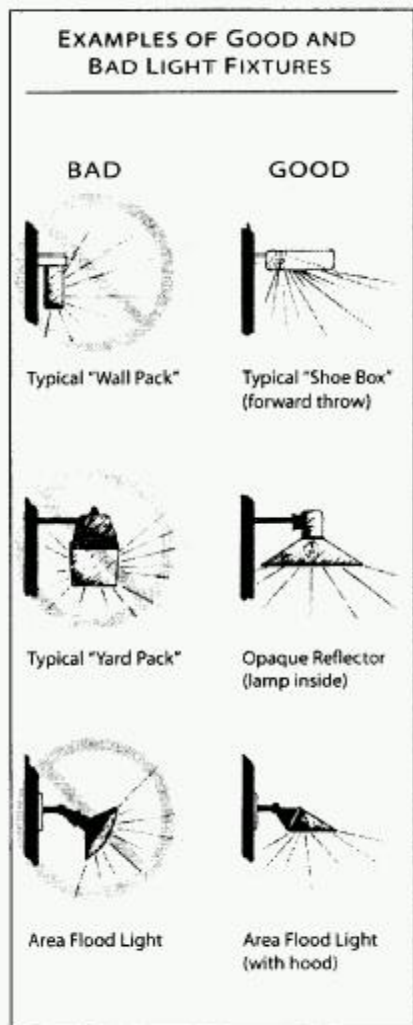 EXAMPLES OF GOOD AND
BAD LIGHT FIXTURES
BAD
GOOD
Typical "Wall Pack"
Typical "Shoe Box"
(forward throw)
Typical "Yard Pack"
Opaque Reflector
(lamp inside)
Area Flood Light
Area Flood Light
(with hood)